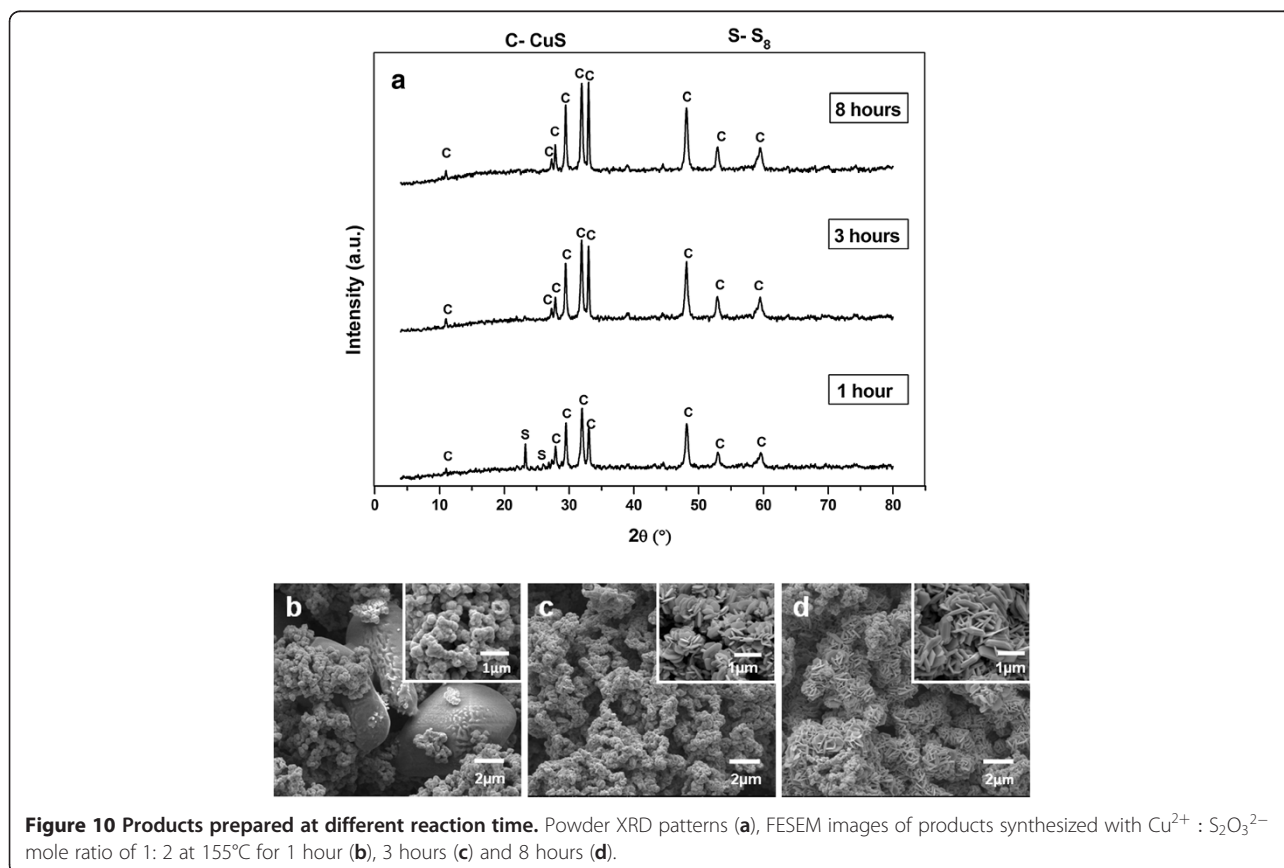 C- CuS S- S8
a
C C C C C C C C C 8 hours
C C C C C C C C C 3 hours
C S S C C C C C C C 1 hour
Intensity (a.u.)
0 10 20 30 40 50 60 70 80
2θ (°)
b 1µm 2µm
c 1µm 2µm
d 1µm 2µm
Figure 10 Products prepared at different reaction time. Powder XRD patterns (a), FESEM images of products synthesized with Cu²⁺ : S₂O₃²⁻
mole ratio of 1: 2 at 155°C for 1 hour (b), 3 hours (c) and 8 hours (d).